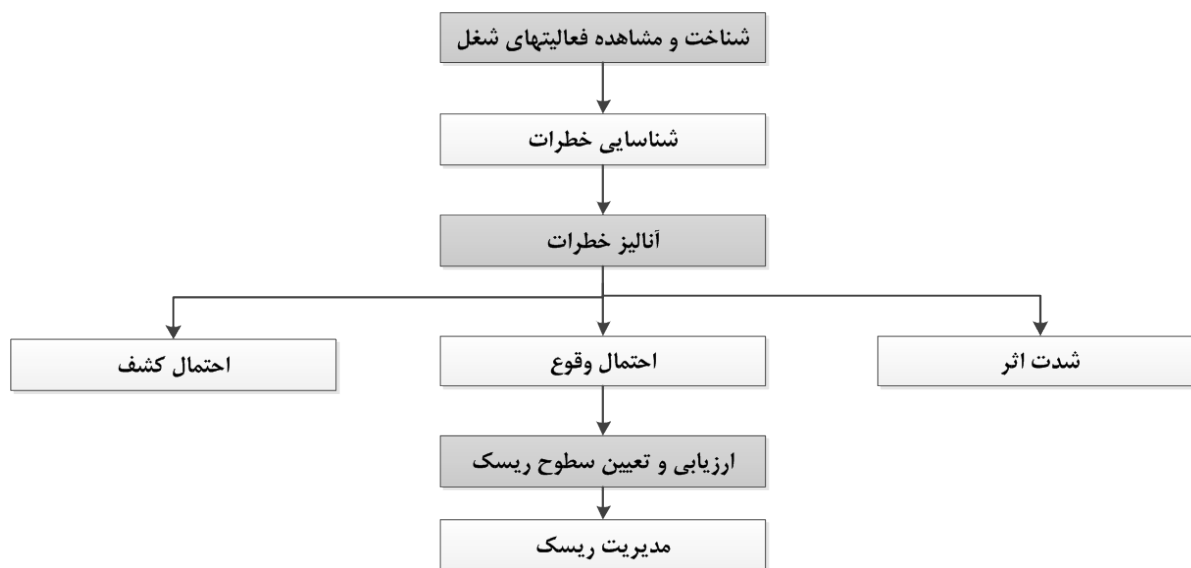 شناخت و مشاهده فعالیتهای شغل
شناسایی خطرات
آنالیز خطرات
شدت اثر
احتمال وقوع
احتمال کشف
ارزیابی و تعیین سطوح ریسک
مدیریت ریسک